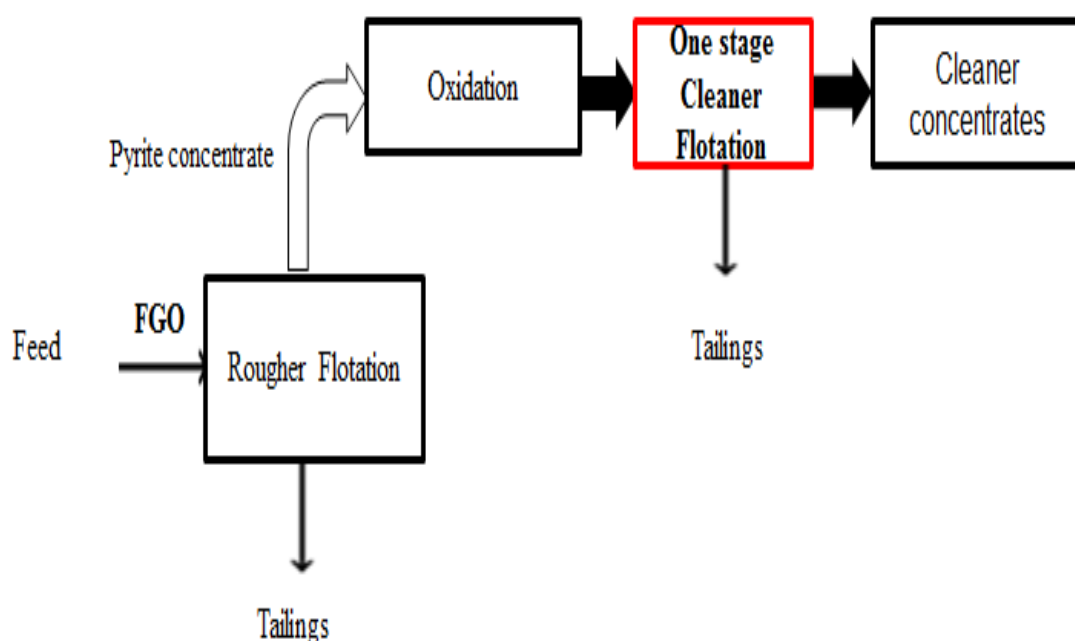 Oxidation
One stage
Cleaner
Flotation
Cleaner
concentrates
Pyrite concentrate
FGO
Feed
Rougher Flotation
Tailings
Tailings